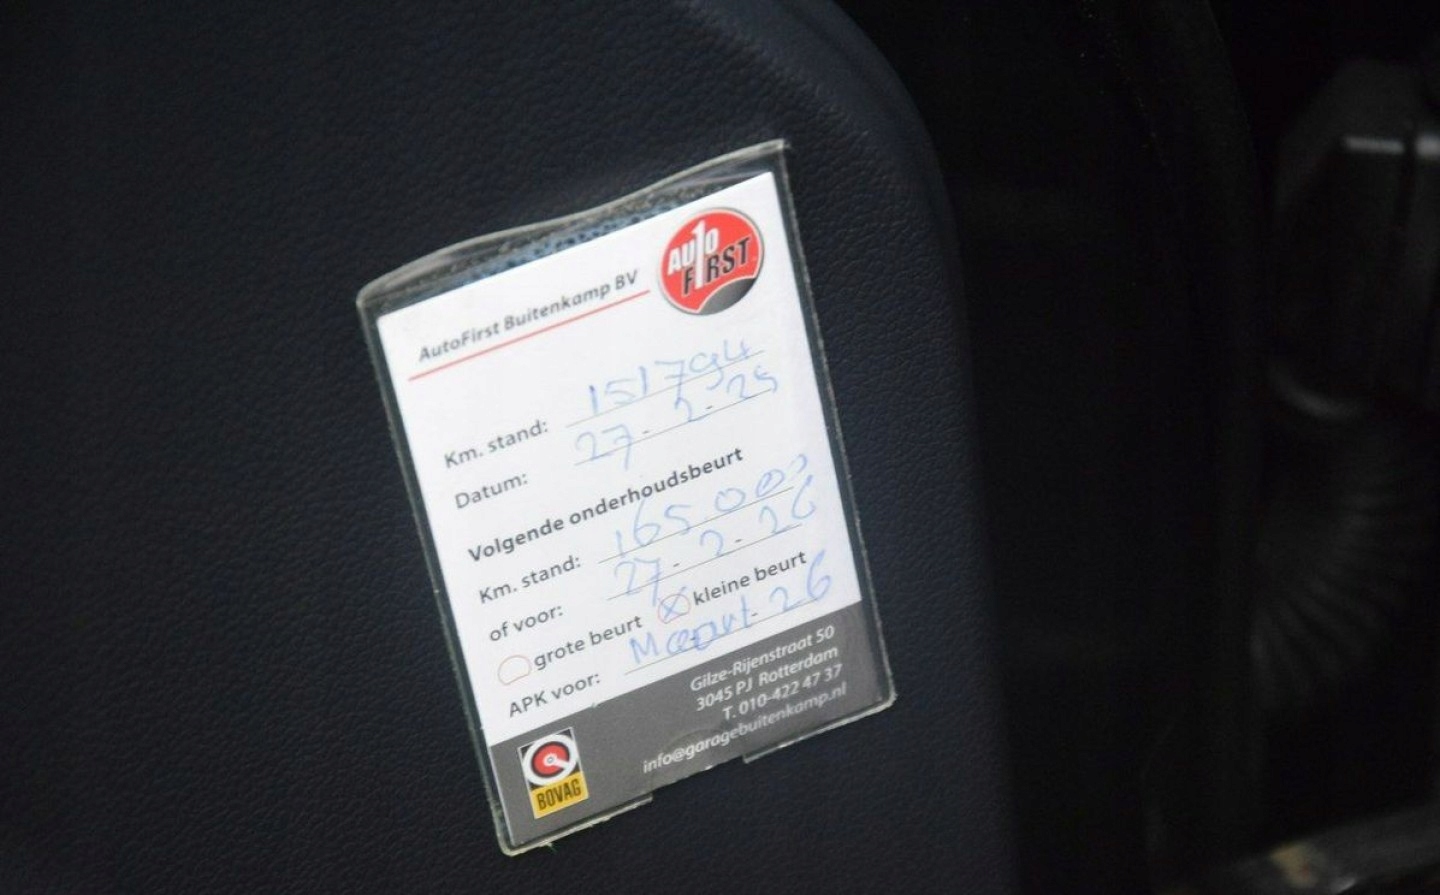 AutoFirst Buitenkamp BV
AUTO
FIRST
Km. stand: 151794
Datum: 27-2-25
Volgende onderhoudsbeurt
Km. stand: 165000
of voor: 27-2-26
grote beurt kleine beurt
APK voor: Maart-26
Gilze-Rijenstraat 50
3045 PJ Rotterdam
T. 010-422 47 37
info@garagebuitenkamp.nl
BOVAG